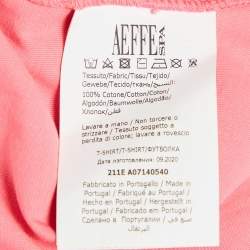 AEFFE SPA
Tessuto/Fabric/Tissu/Tejido/
Gewebe/Tecido/ткань/نسيج
100% Cotone/Cotton/Coton/
Algodón/Baumwolle/Algodão/
Хлопок/قطن
Lavare a mano / Non torcere o
strizzare / Tessuto soggetto a
perdita di colore; lavare a rovescio
T-SHIRT/T-SHIRT/ФУТБОЛКА
Дата изготовления: 09.2020
211E A07140540
Fabbricato in Portogallo / Made
in Portugal / Fabriqué au Portugal
/ Hecho en Portugal / Hergestellt in
Portugal / Fabricado em Portugal